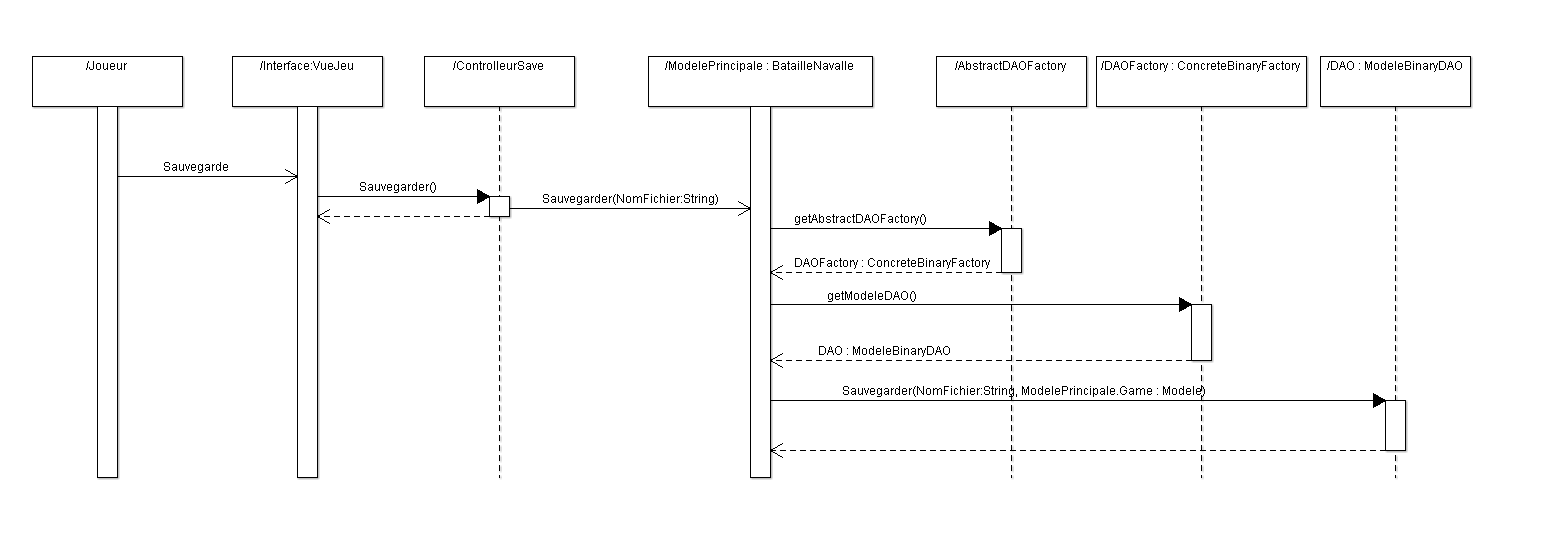 /Joueur
/Interface:VueJeu
/ControlleurSave
/ModelePrincipale : BatailleNavalle
/AbstractDAOFactory
/DAOFactory : ConcreteBinaryFactory
/DAO : ModeleBinaryDAO
Sauvegarde
Sauvegarder()
Sauvegarder(NomFichier:String)
getAbstractDAOFactory()
DAOFactory : ConcreteBinaryFactory
getModeleDAO()
DAO : ModeleBinaryDAO
Sauvegarder(NomFichier:String, ModelePrincipale.Game : Modele)